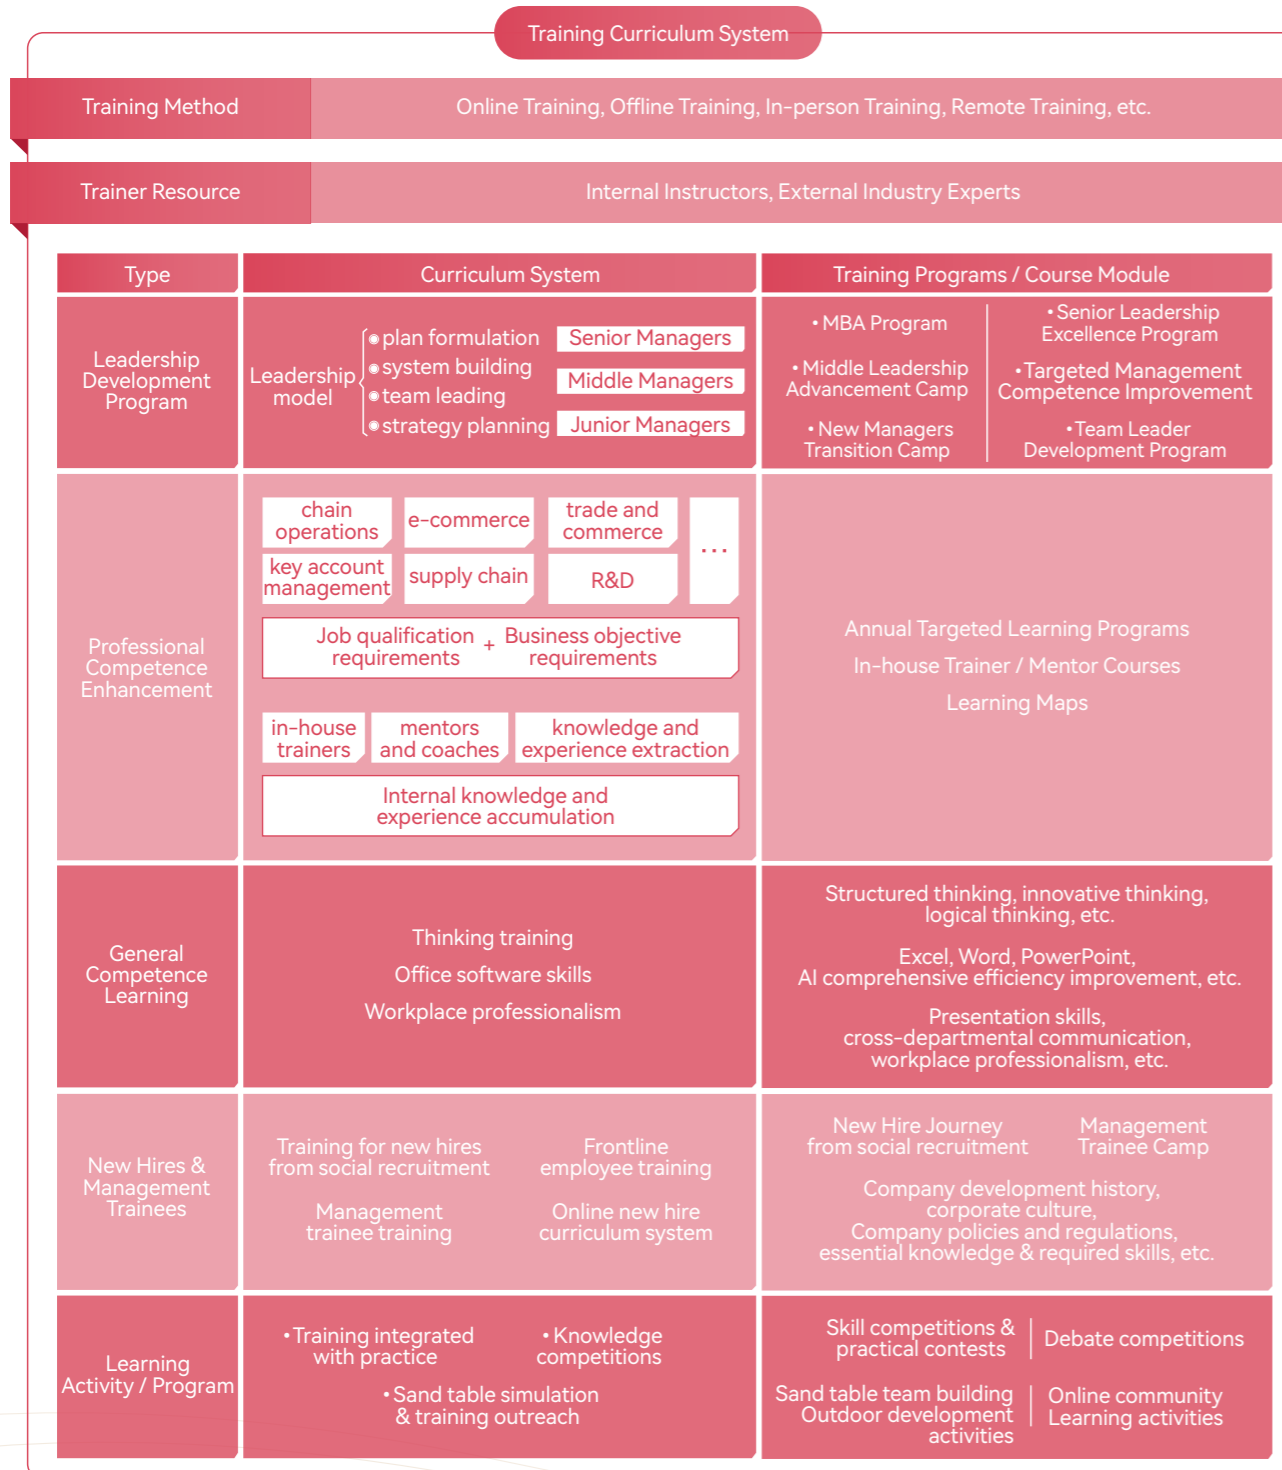 Training Curriculum System
Training Method
Online Training, Offline Training, In-person Training, Remote Training, etc.
Trainer Resource
Internal Instructors, External Industry Experts
Type
Curriculum System
Training Programs / Course Module
Leadership
Development
Program
Leadership
model
◉plan formulation
◉system building
◉team leading
◉strategy planning
Senior Managers
Middle Managers
Junior Managers
•MBA Program
•Middle Leadership
Advancement Camp
•New Managers
Transition Camp
•Senior Leadership
Excellence Program
•Targeted Management
Competence Improvement
•Team Leader
Development Program
Professional
Competence
Enhancement
chain
operations
e-commerce
trade and
commerce
...
key account
management
supply chain
R&D
Job qualification
requirements
+
Business objective
requirements
in-house
trainers
mentors
and coaches
knowledge and
experience extraction
Internal knowledge and
experience accumulation
Annual Targeted Learning Programs
In-house Trainer / Mentor Courses
Learning Maps
General
Competence
Learning
Thinking training
Office software skills
Workplace professionalism
Structured thinking, innovative thinking,
logical thinking, etc.
Excel, Word, PowerPoint,
AI comprehensive efficiency improvement, etc.
Presentation skills,
cross-departmental communication,
workplace professionalism, etc.
New Hires &
Management
Trainees
Training for new hires
from social recruitment
Frontline
employee training
Management
trainee training
Online new hire
curriculum system
New Hire Journey
from social recruitment
Management
Trainee Camp
Company development history,
corporate culture,
Company policies and regulations,
essential knowledge & required skills, etc.
Learning
Activity / Program
•Training integrated
with practice
•Knowledge
competitions
•Sand table simulation
& training outreach
Skill competitions &
practical contests
Debate competitions
Sand table team building
Outdoor development
activities
Online community
Learning activities